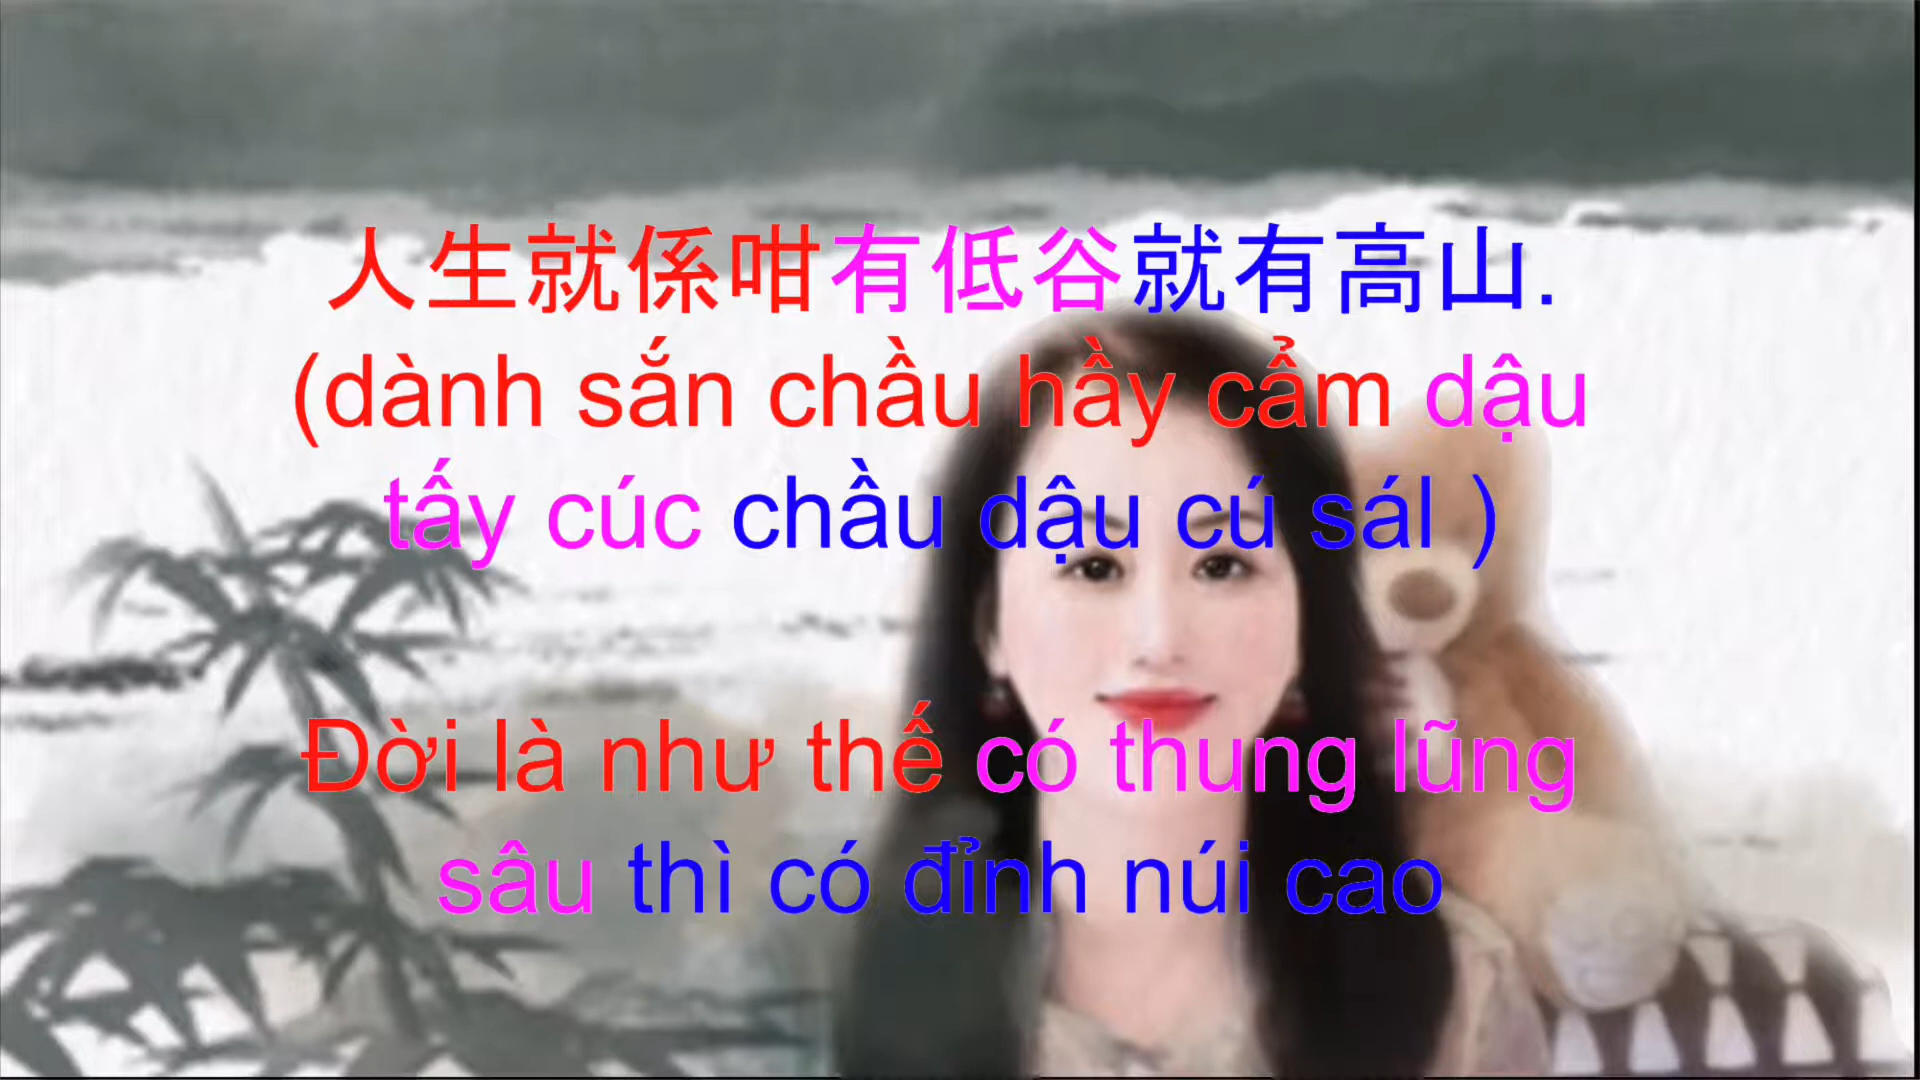 人生就係咁有低谷就有高山.
(dành sắn chầu hầy cẩm dậu
tấy cúc chầu dậu cú sál )
Đời là như thế có thung lũng
sâu thì có đỉnh núi cao